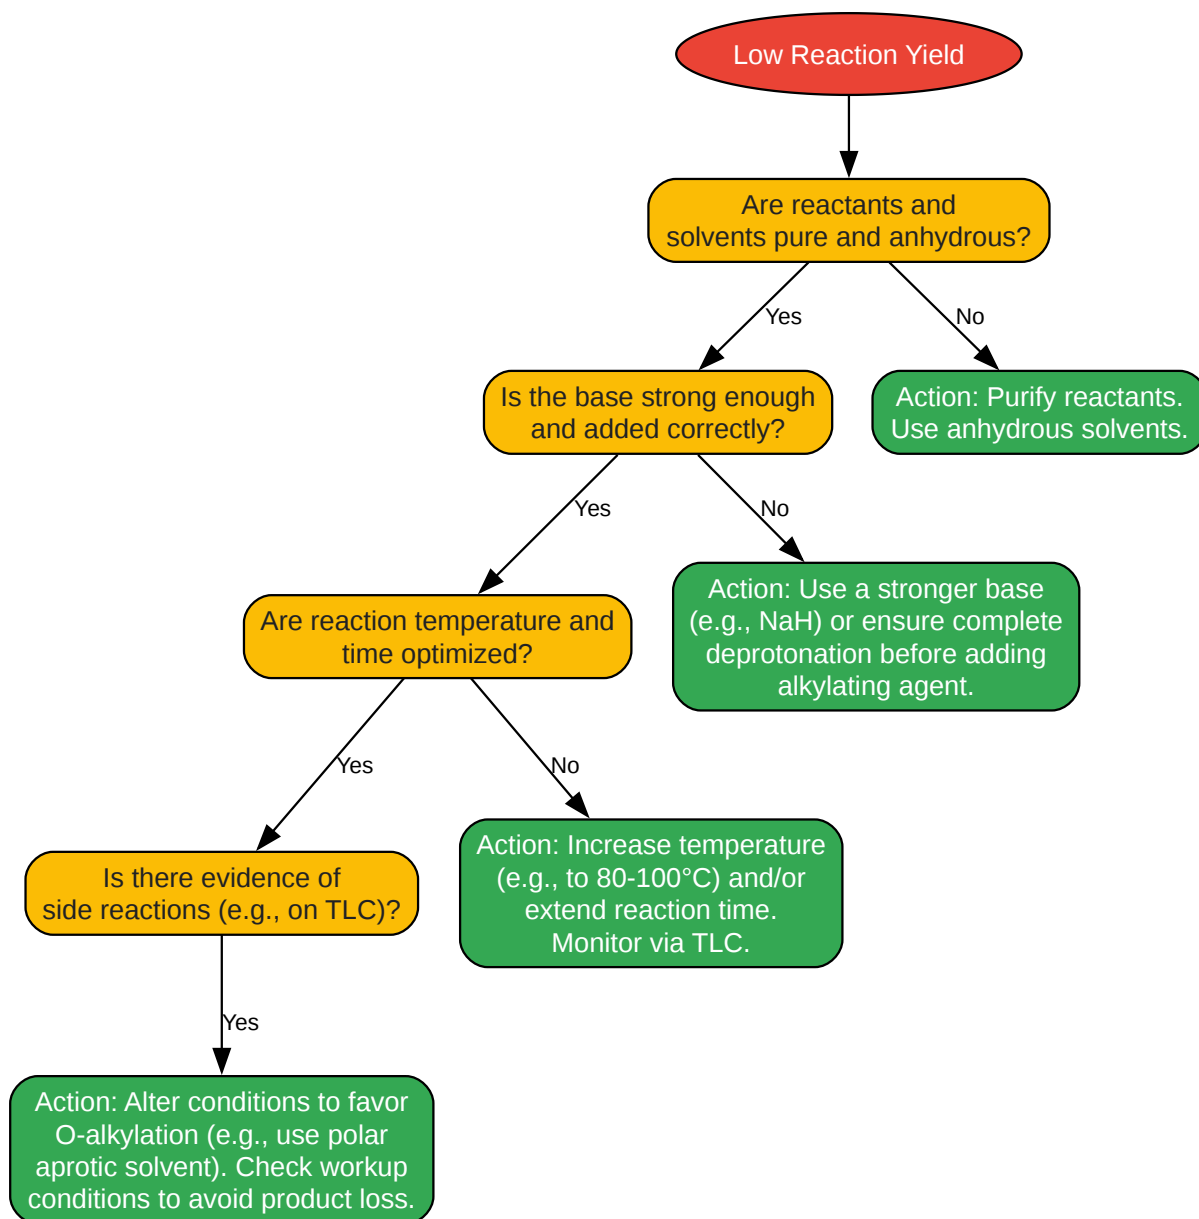 Low Reaction Yield
Are reactants and
solvents pure and anhydrous?
Yes
No
Is the base strong enough
and added correctly?
Action: Purify reactants.
Use anhydrous solvents.
Yes
No
Are reaction temperature and
time optimized?
Action: Use a stronger base
(e.g., NaH) or ensure complete
deprotonation before adding
alkylating agent.
Yes
No
Is there evidence of
side reactions (e.g., on TLC)?
Action: Increase temperature
(e.g., to 80-100°C) and/or
extend reaction time.
Monitor via TLC.
Yes
Action: Alter conditions to favor
O-alkylation (e.g., use polar
aprotic solvent). Check workup
conditions to avoid product loss.